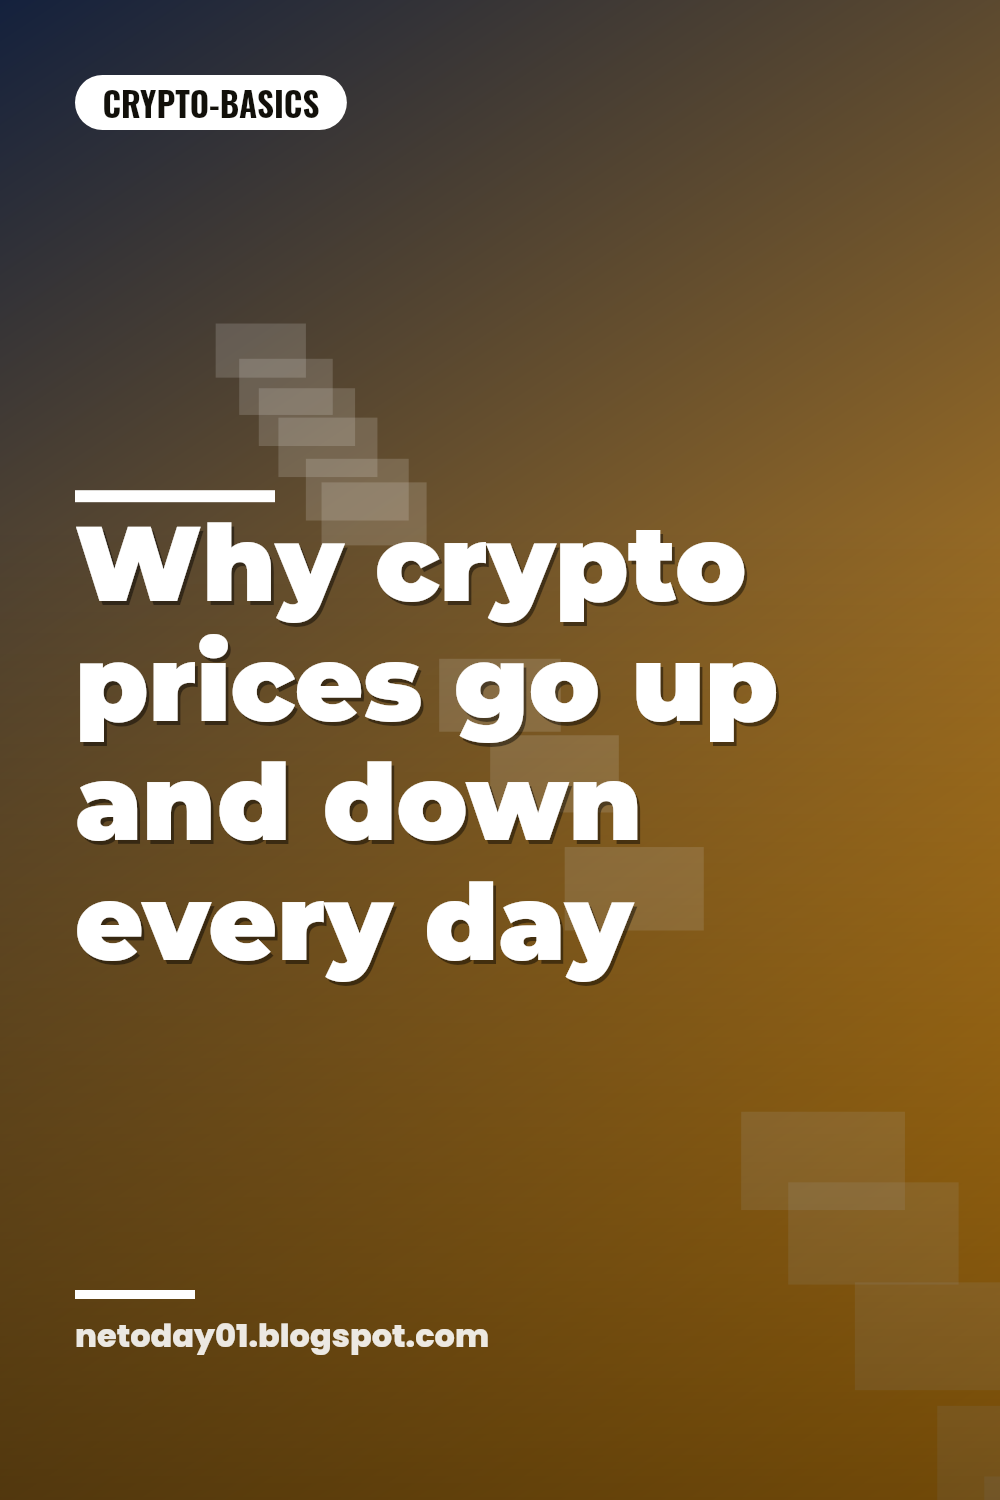 CRYPTO-BASICS
Why crypto
prices go up
and down
every day
netoday01.blogspot.com